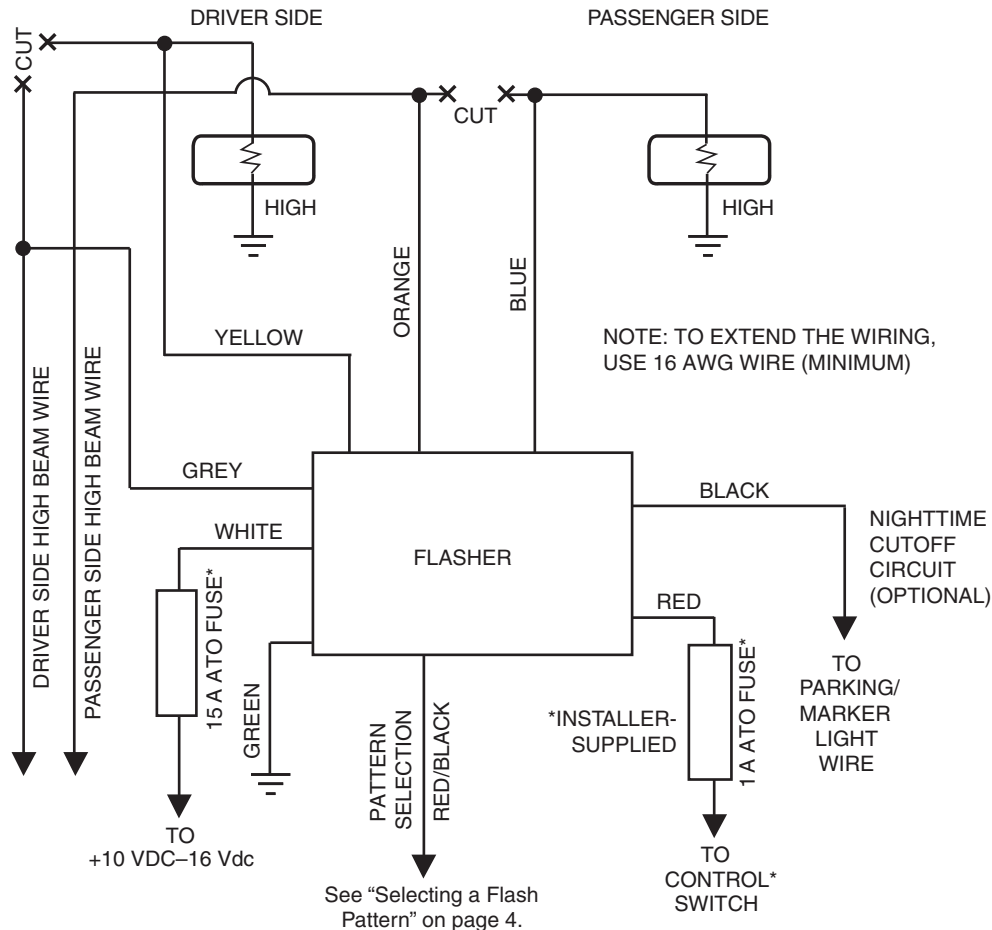 DRIVER SIDE
PASSENGER SIDE
CUT
CUT
HIGH
HIGH
ORANGE
BLUE
YELLOW
NOTE: TO EXTEND THE WIRING,
USE 16 AWG WIRE (MINIMUM)
DRIVER SIDE HIGH BEAM WIRE
PASSENGER SIDE HIGH BEAM WIRE
GREY
WHITE
FLASHER
BLACK
NIGHTTIME
CUTOFF
CIRCUIT
(OPTIONAL)
RED
15 A ATO FUSE*
GREEN
PATTERN
SELECTION
RED/BLACK
*INSTALLER-
SUPPLIED
1 A ATO FUSE*
TO
PARKING/
MARKER
LIGHT
WIRE
TO
+10 VDC–16 Vdc
TO
CONTROL*
SWITCH
See “Selecting a Flash
Pattern” on page 4.